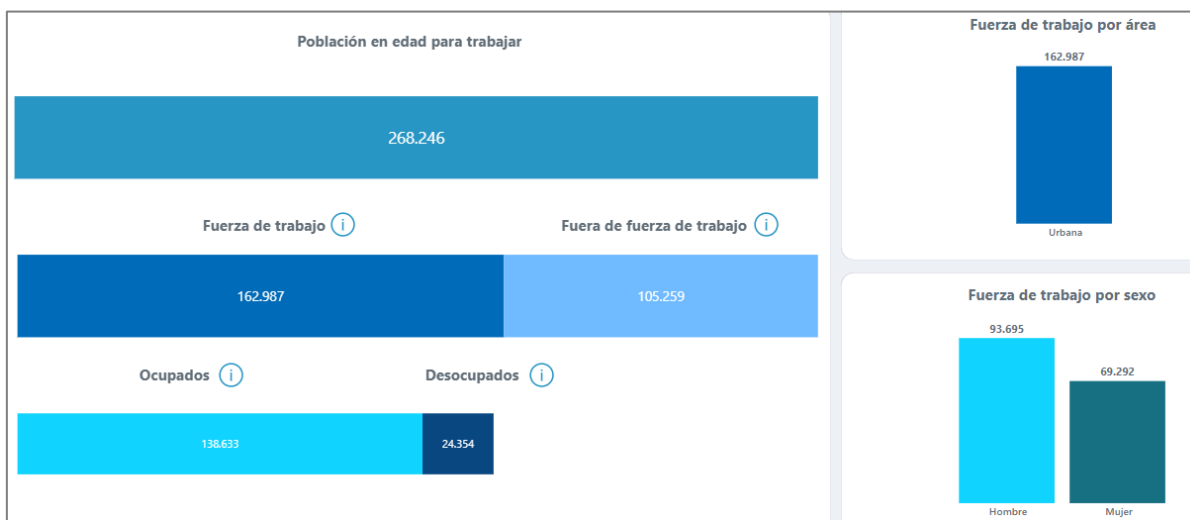 Población en edad para trabajar
268.246
Fuerza de trabajo i
Fuera de fuerza de trabajo i
162.987
105.259
Ocupados i
Desocupados i
138.633
24.354
Fuerza de trabajo por área
162.987
Urbana
Fuerza de trabajo por sexo
93.695
69.292
Hombre
Mujer